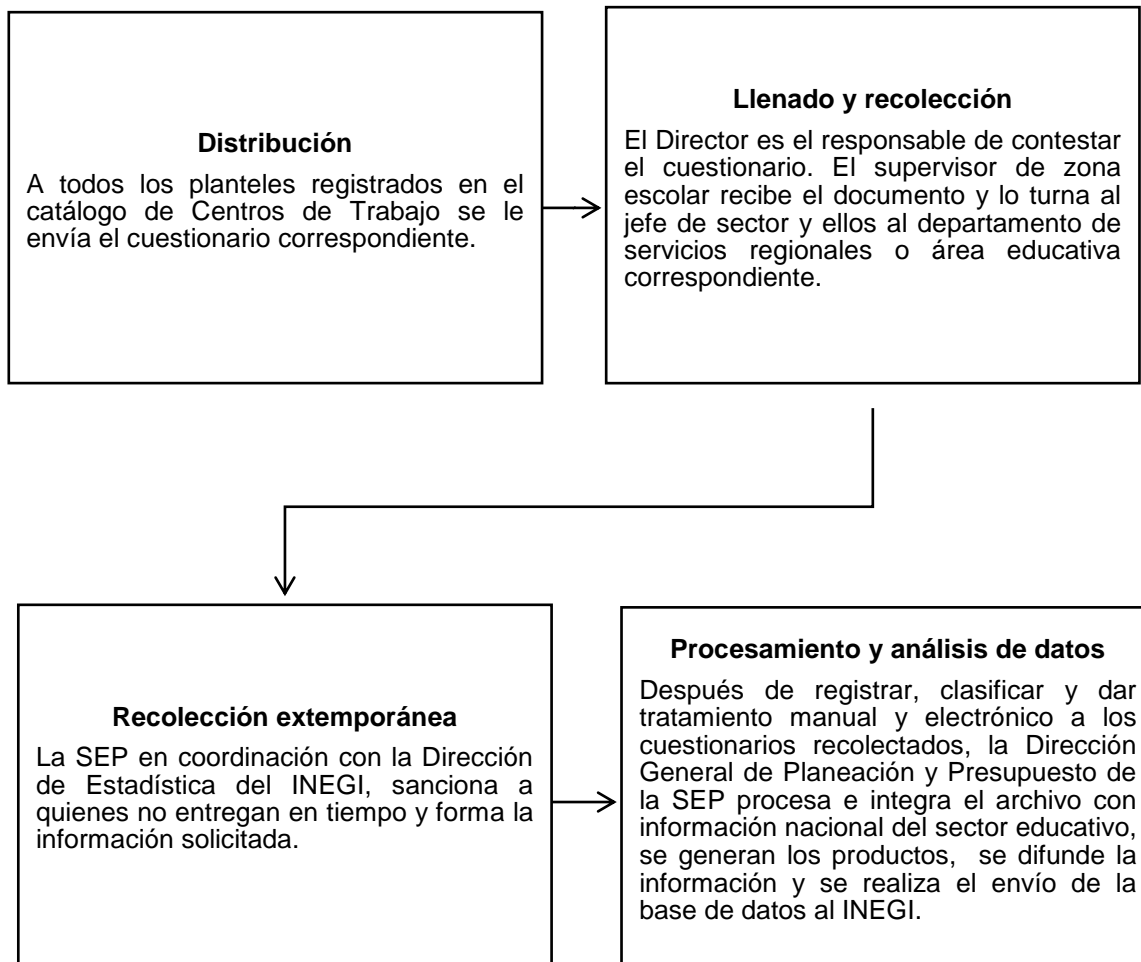 Distribución
A todos los planteles registrados en el
catálogo de Centros de Trabajo se le
envía el cuestionario correspondiente.
Llenado y recolección
El Director es el responsable de contestar
el cuestionario. El supervisor de zona
escolar recibe el documento y lo turna al
jefe de sector y ellos al departamento de
servicios regionales o área educativa
correspondiente.
Recolección extemporánea
La SEP en coordinación con la Dirección
de Estadística del INEGI, sanciona a
quienes no entregan en tiempo y forma la
información solicitada.
Procesamiento y análisis de datos
Después de registrar, clasificar y dar
tratamiento manual y electrónico a los
cuestionarios recolectados, la Dirección
General de Planeación y Presupuesto de
la SEP procesa e integra el archivo con
información nacional del sector educativo,
se generan los productos, se difunde la
información y se realiza el envío de la
base de datos al INEGI.